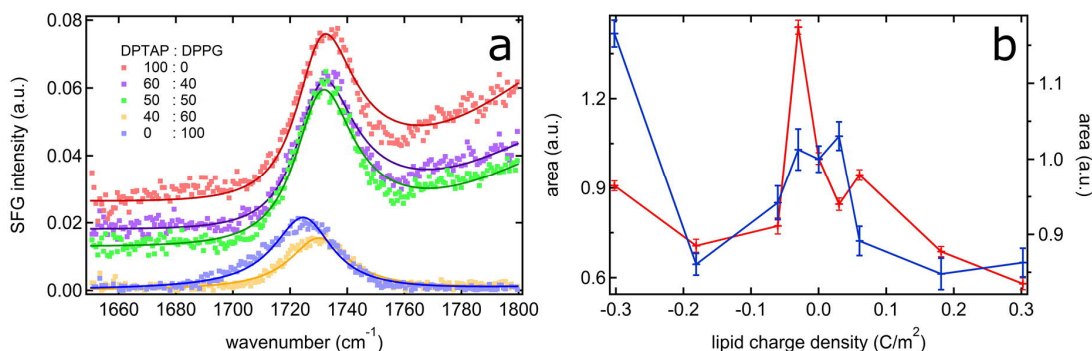 a
DPTAP : DPPG
100 : 0
60 : 40
50 : 50
40 : 60
0 : 100
0.08
0.06
0.04
0.02
0.00
SFG intensity (a.u.)
1660 1680 1700 1720 1740 1760 1780 1800
wavenumber (cm-1)
b
1.2
0.9
0.6
area (a.u.)
1.1
1.0
0.9
area (a.u.)
-0.3 -0.2 -0.1 0.0 0.1 0.2 0.3
lipid charge density (C/m2)